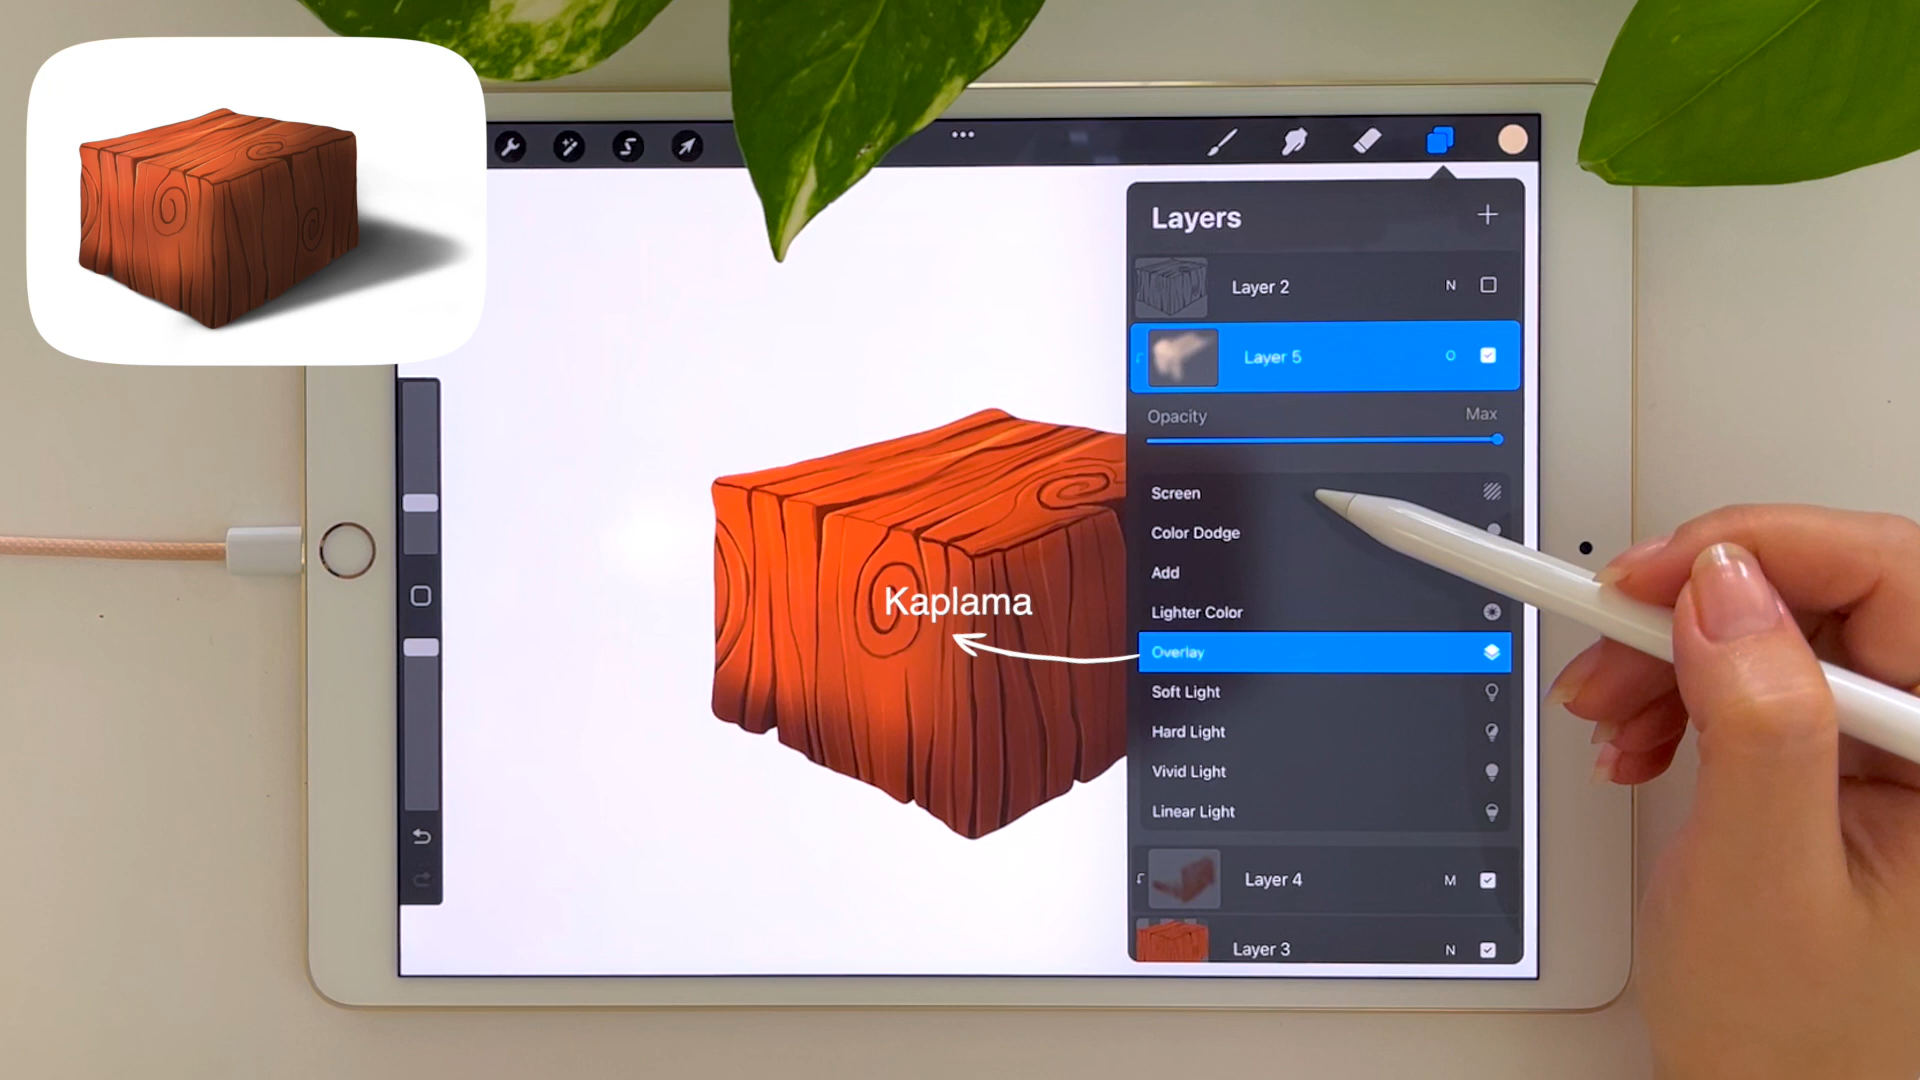 Layers
Layer 2 N
Layer 5 O
Opacity Max
Screen
Color Dodge
Add
Lighter Color
Kaplama
Overlay
Soft Light
Hard Light
Vivid Light
Linear Light
Layer 4 M
Layer 3 N